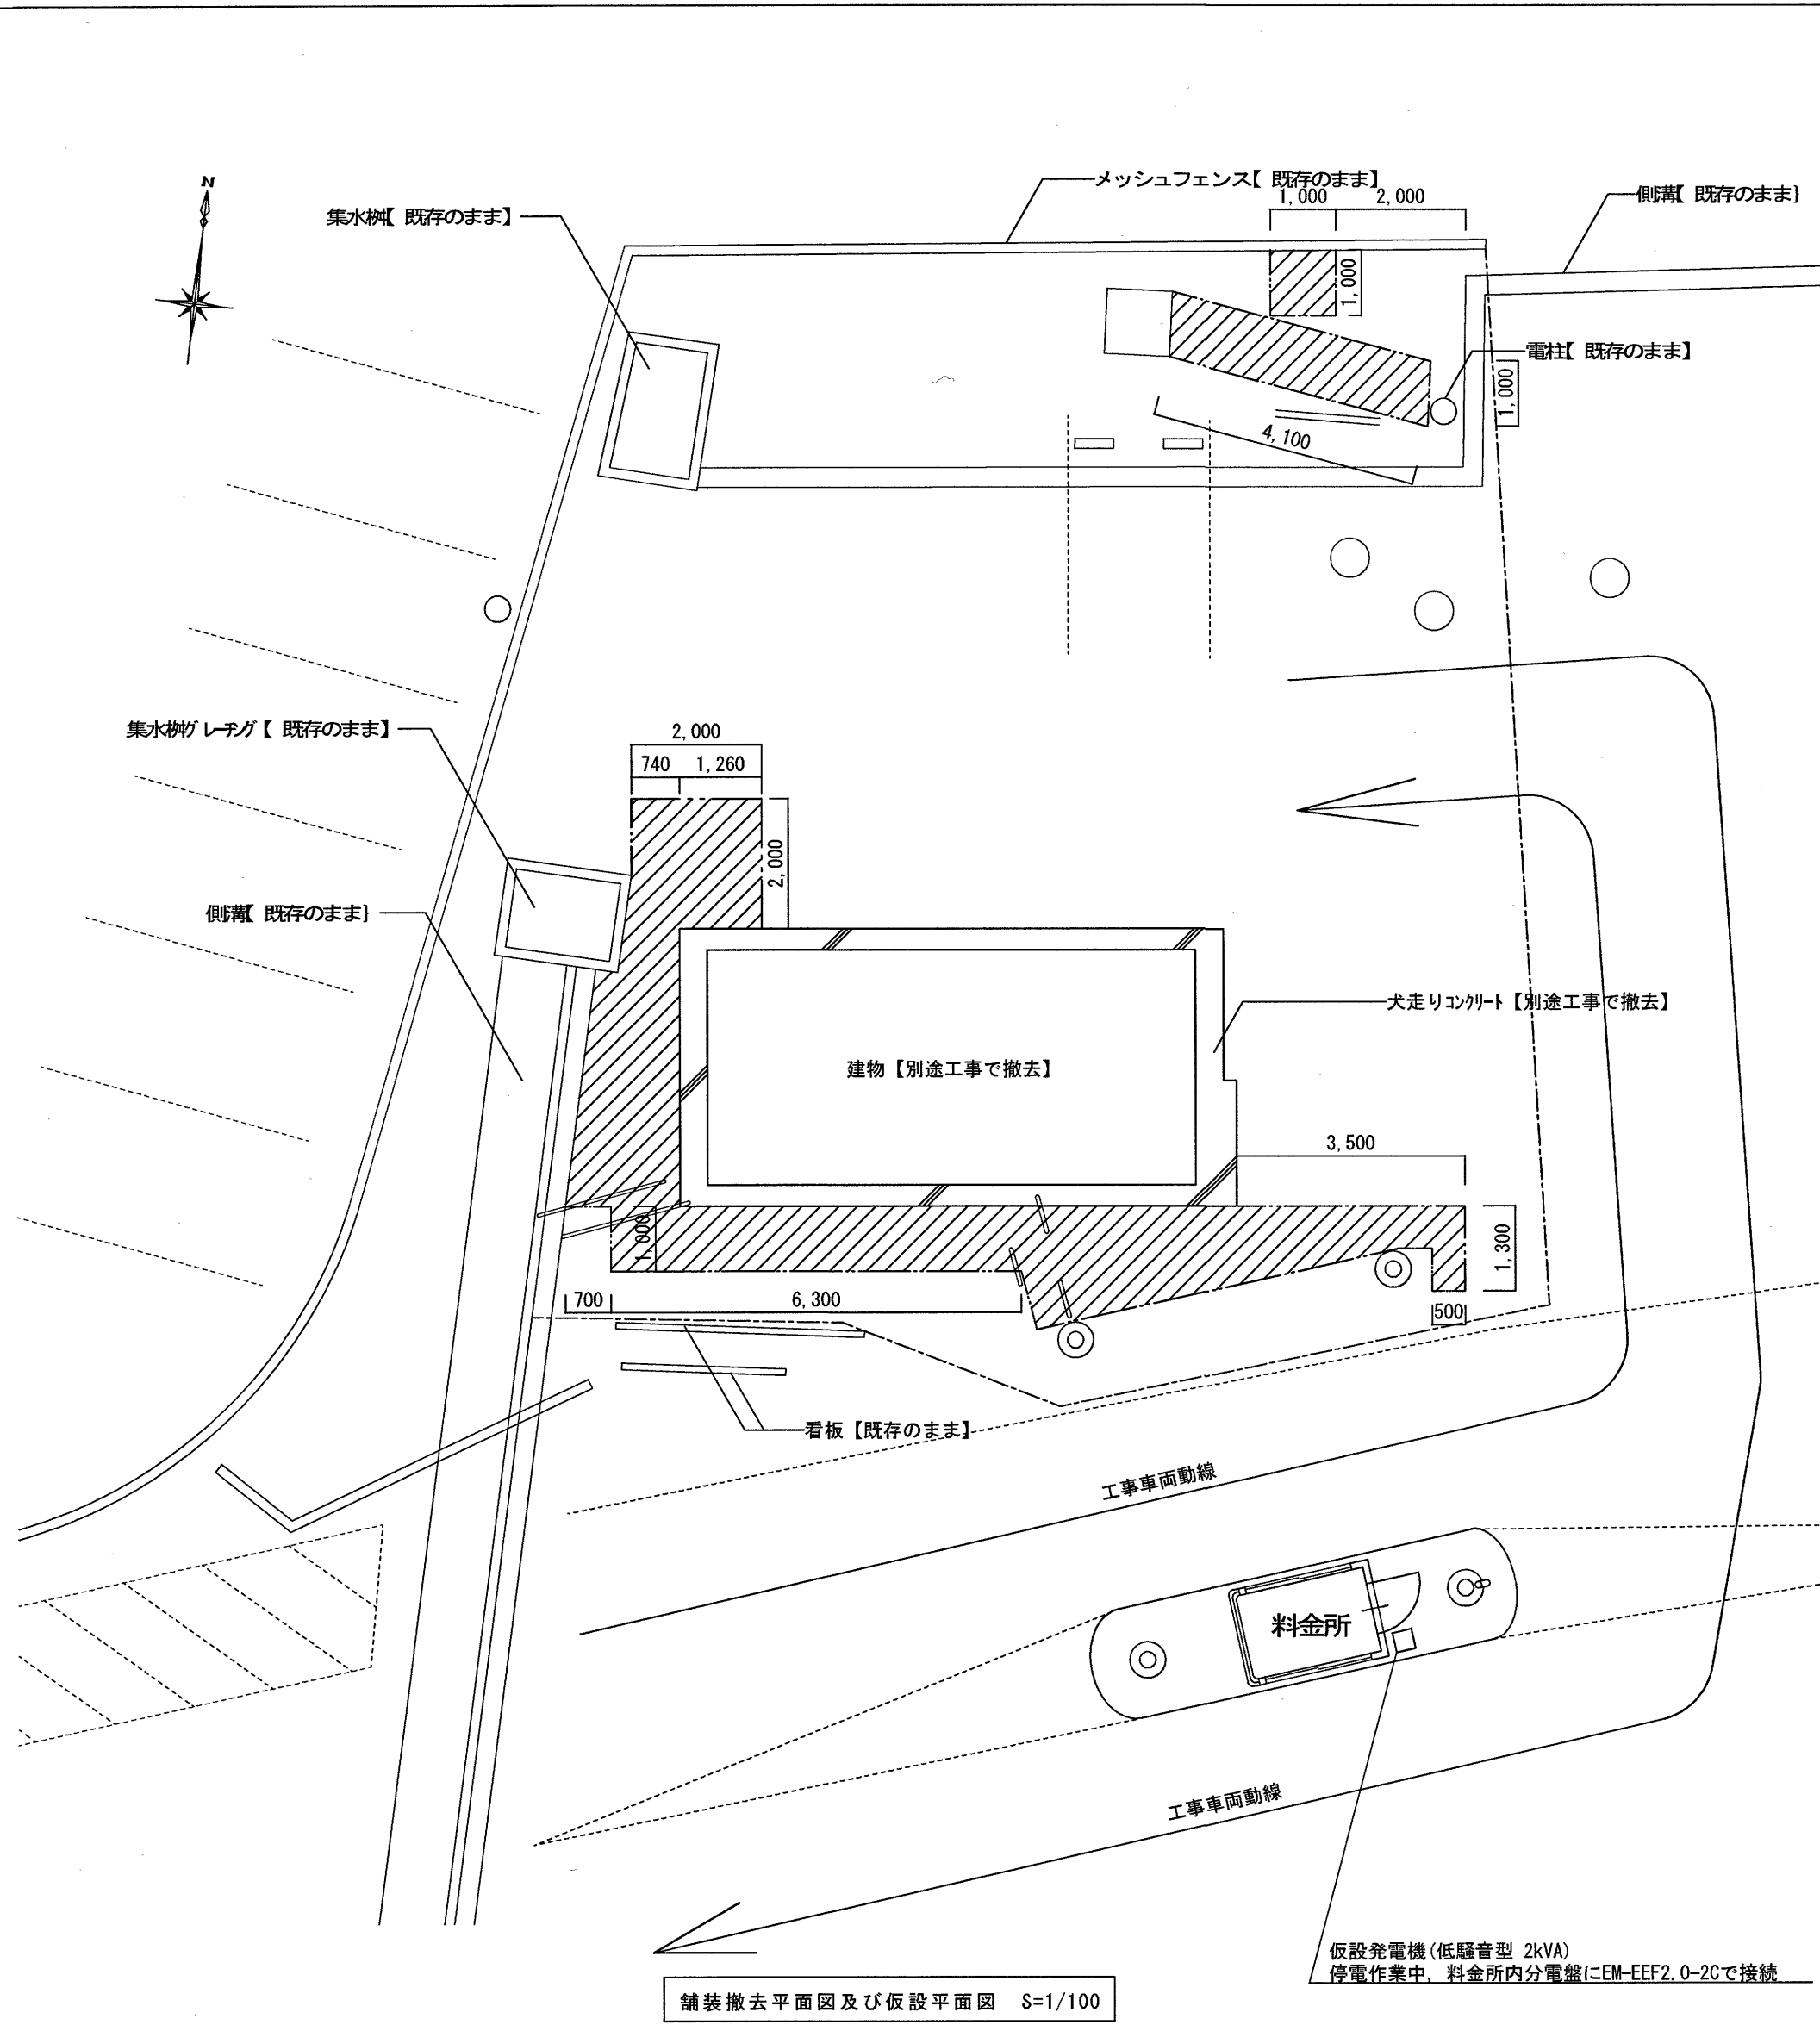 メッシュフェンス【 既存のまま】
N
集水桝【 既存のまま】
1,000
2,000
側溝【 既存のまま}
1,000
電柱【 既存のまま】
1,000
4,100
集水桝グレーチング【 既存のまま】
2,000
740
1,260
2,000
側溝【 既存のまま}
犬走りコンクリート【別途工事で撤去】
建物【別途工事で撤去】
3,500
1,000
1,300
700
6,300
500
看板【既存のまま】
工事車両動線
料金所
工事車両動線
仮設発電機(低騒音型 2kVA)
停電作業中, 料金所内分電盤にEM-EEF2.0-2Cで接続
舗装撤去平面図及び仮設平面図 S=1/100